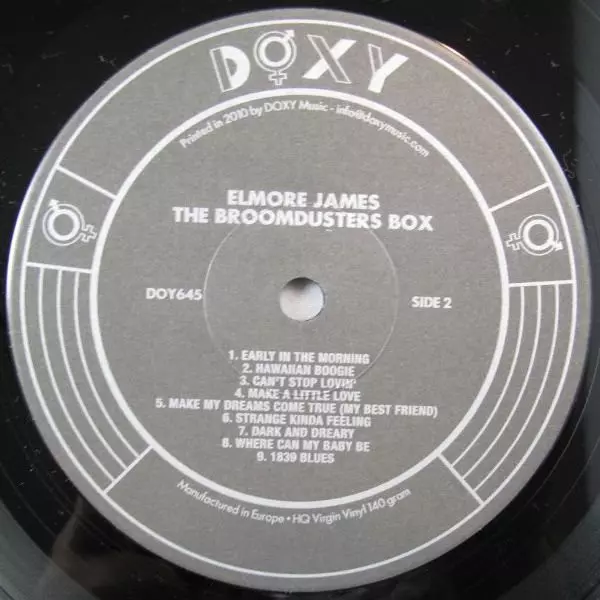 DOXY
Printed in 2010 by DOXY Music - info@doxymusic.com
ELMORE JAMES
THE BROOMDUSTERS BOX
DOY645
SIDE 2
1. EARLY IN THE MORNING
2. HAWAIIAN BOOGIE
3. CAN'T STOP LOVIN'
4. MAKE A LITTLE LOVE
5. MAKE MY DREAMS COME TRUE (MY BEST FRIEND)
6. STRANGE KINDA FEELING
7. DARK AND DREARY
8. WHERE CAN MY BABY BE
9. 1839 BLUES
Manufactured in Europe • HQ Virgin Vinyl 140 gram